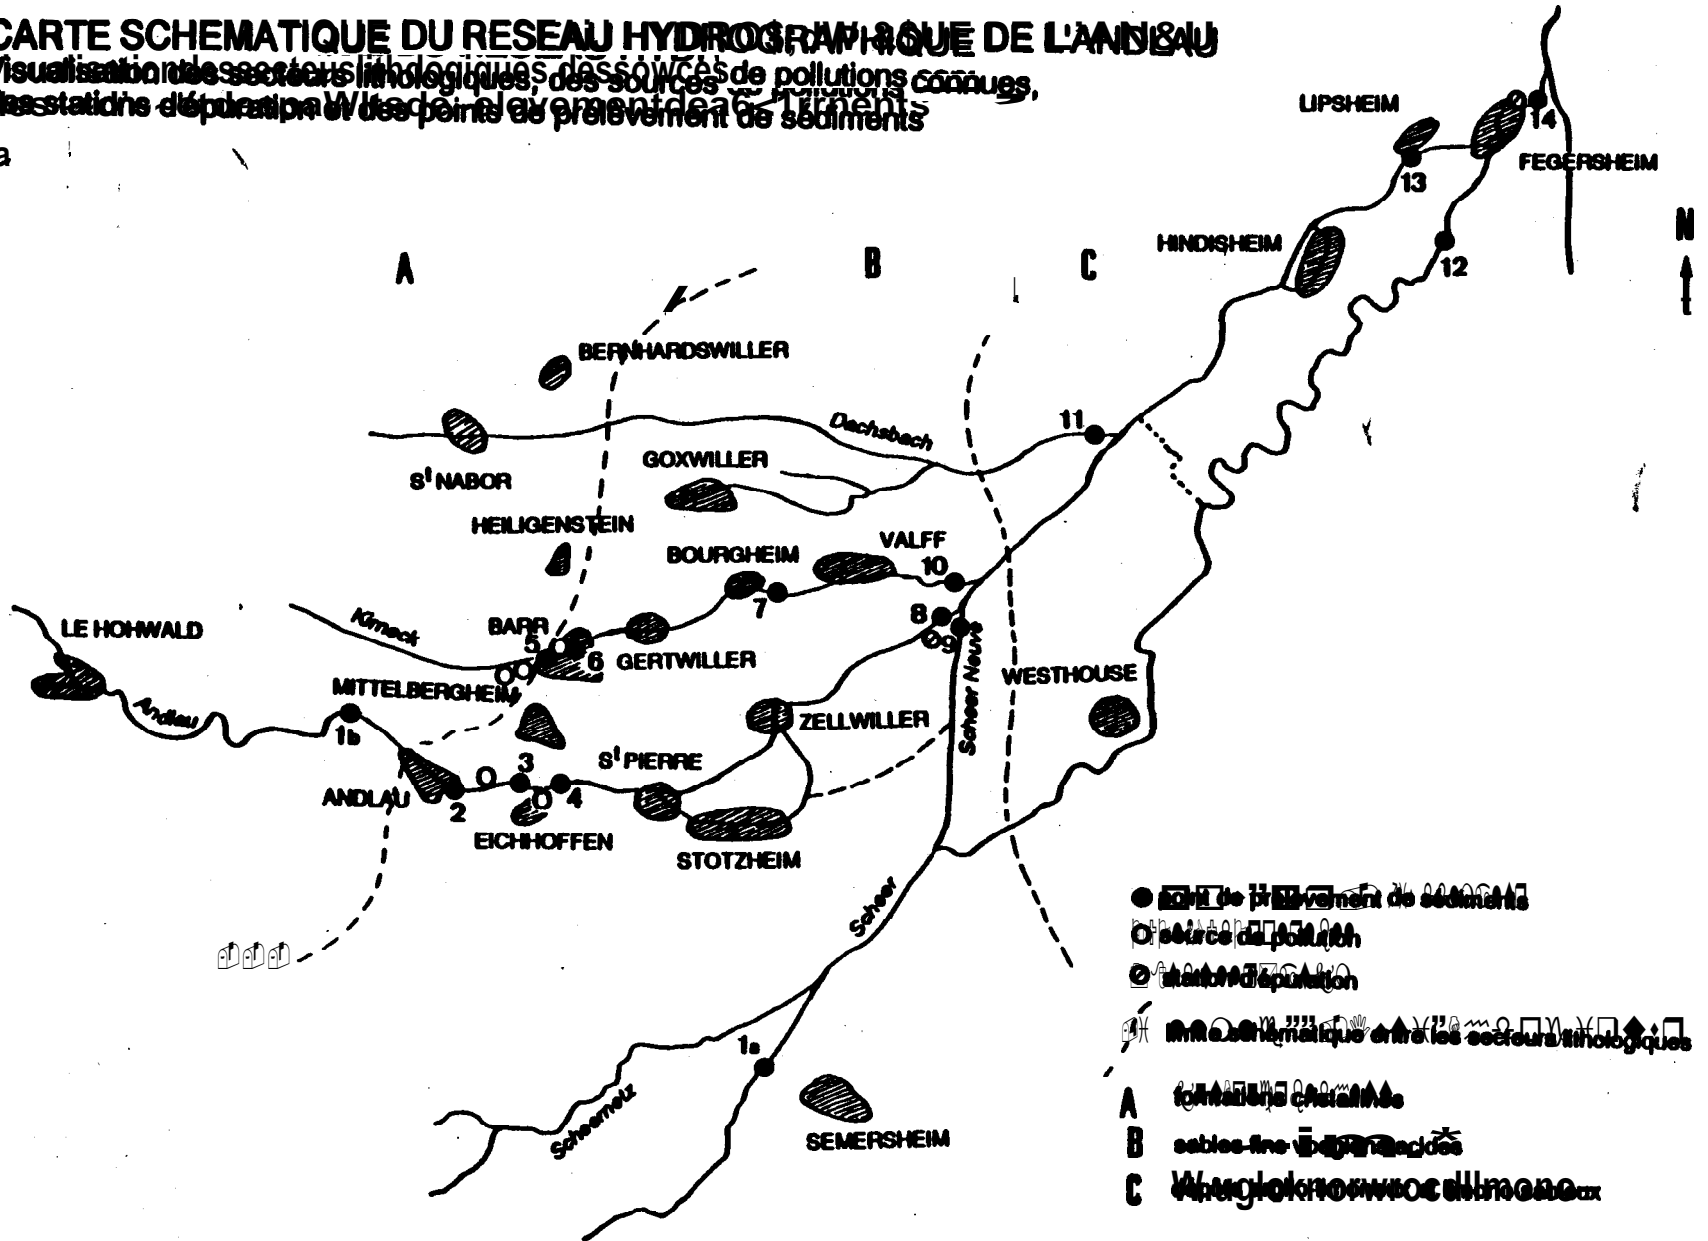 CARTE SCHEMATIQUE DU RESEAU HYDROGRAPHIQUE DE L'ANDLAU
Visualisation des secteurs lithologiques, des sources de pollutions connues,
des stations d'épuration et des points de prélèvement de sédiments
LIPSHEIM
14
FEGERSHEIM
13
N
HINDISHEIM
12
A
B
C
BERNHARDSWILLER
11
Dachsbach
GOXWILLER
St NABOR
HEILIGENSTEIN
VALFF
BOURGHEIM
10
7
8
Kirneck
LE HOHWALD
BARR
5
9
6
GERTWILLER
Scheer Neuve
WESTHOUSE
MITTELBERGHEIM
Andlau
1b
ZELLWILLER
3
St PIERRE
ANDLAU
2
4
EICHHOFFEN
STOTZHEIM
Scheer
point de prélèvement de sédiments
source de pollution
station d'épuration
limite schématique entre les secteurs lithologiques
1a
Scheernetz
SEMERSHEIM
A formations cristallines
B sables fins
C